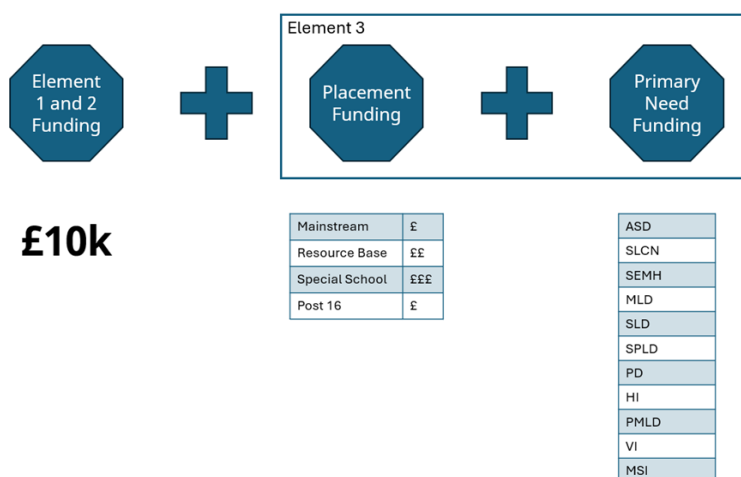 Element 3
Element
1 and 2
Funding
Placement
Funding
Primary
Need
Funding
£10k
Mainstream £
Resource Base ££
Special School £££
Post 16 £
ASD
SLCN
SEMH
MLD
SLD
SPLD
PD
HI
PMLD
VI
MSI